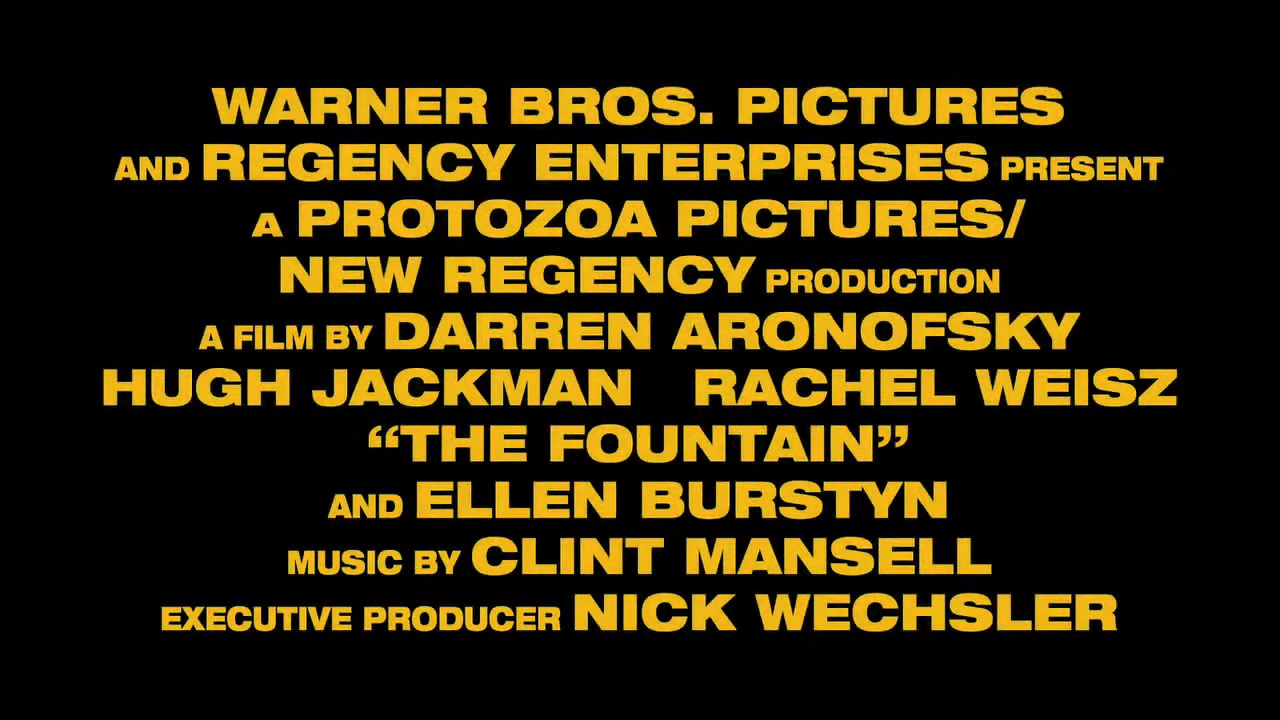 WARNER BROS. PICTURES
AND REGENCY ENTERPRISES PRESENT
A PROTOZOA PICTURES/
NEW REGENCY PRODUCTION
A FILM BY DARREN ARONOFSKY
HUGH JACKMAN RACHEL WEISZ
“THE FOUNTAIN”
AND ELLEN BURSTYN
MUSIC BY CLINT MANSELL
EXECUTIVE PRODUCER NICK WECHSLER